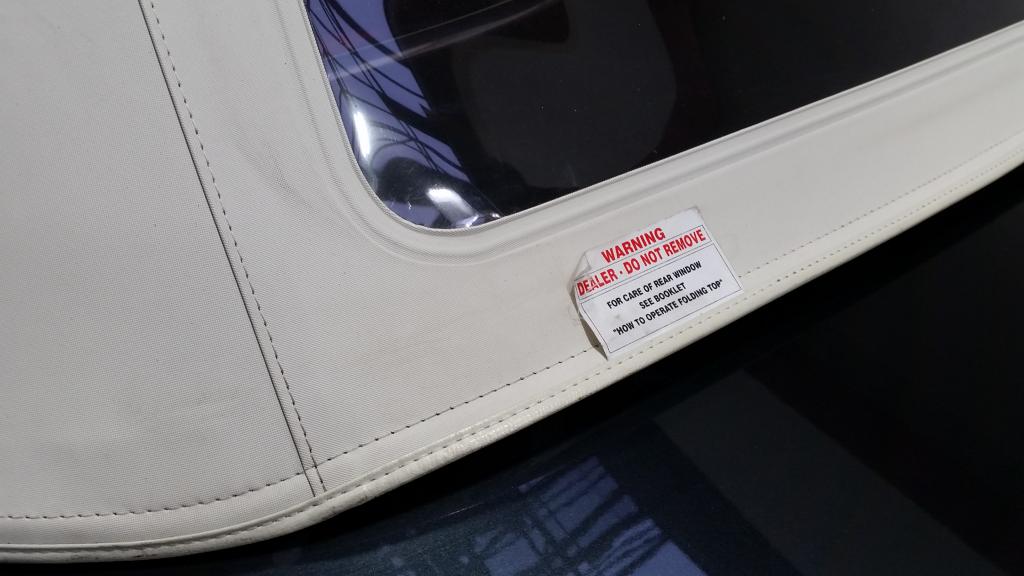 WARNING
DEALER - DO NOT REMOVE
FOR CARE OF REAR WINDOW
SEE BOOKLET
"HOW TO OPERATE FOLDING TOP"